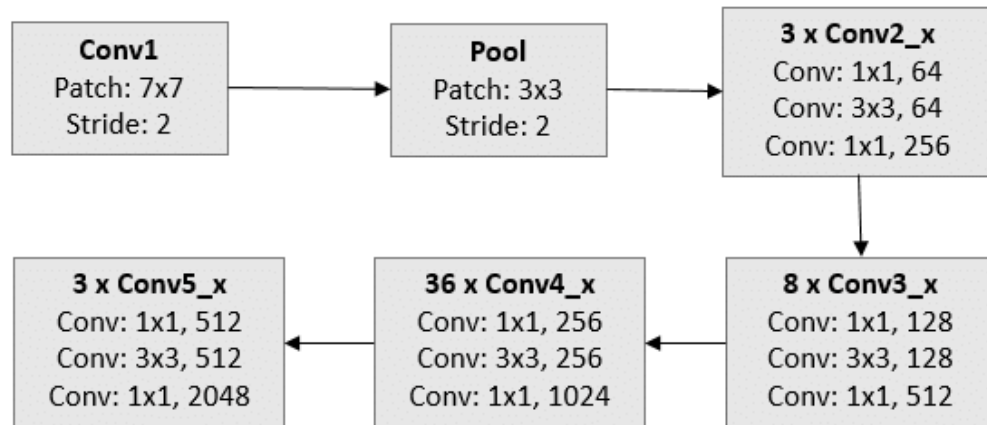 Conv1
Patch: 7x7
Stride: 2
Pool
Patch: 3x3
Stride: 2
3 x Conv2_x
Conv: 1x1, 64
Conv: 3x3, 64
Conv: 1x1, 256
8 x Conv3_x
Conv: 1x1, 128
Conv: 3x3, 128
Conv: 1x1, 512
36 x Conv4_x
Conv: 1x1, 256
Conv: 3x3, 256
Conv: 1x1, 1024
3 x Conv5_x
Conv: 1x1, 512
Conv: 3x3, 512
Conv: 1x1, 2048